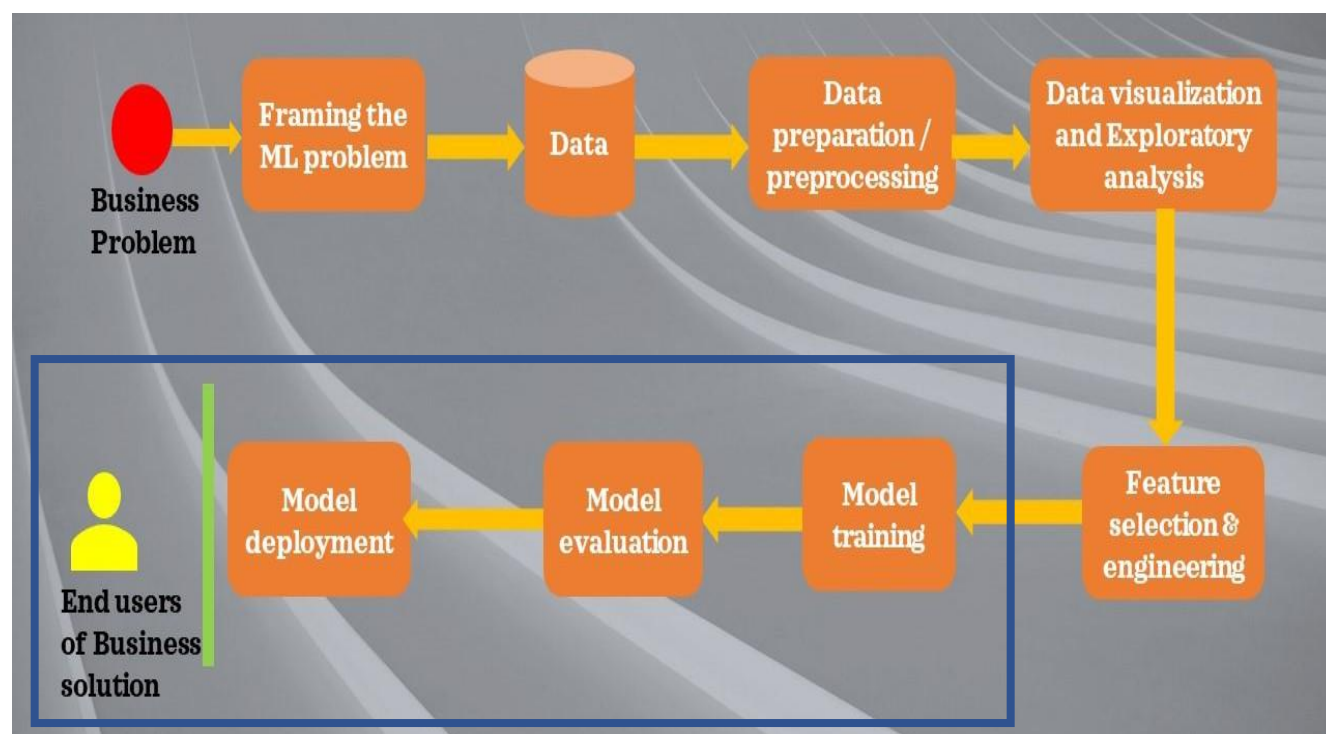 Business
Problem
Framing the
ML problem
Data
Data
preparation /
preprocessing
Data visualization
and Exploratory
analysis
Feature
selection &
engineering
Model
training
Model
evaluation
Model
deployment
End users
of Business
solution